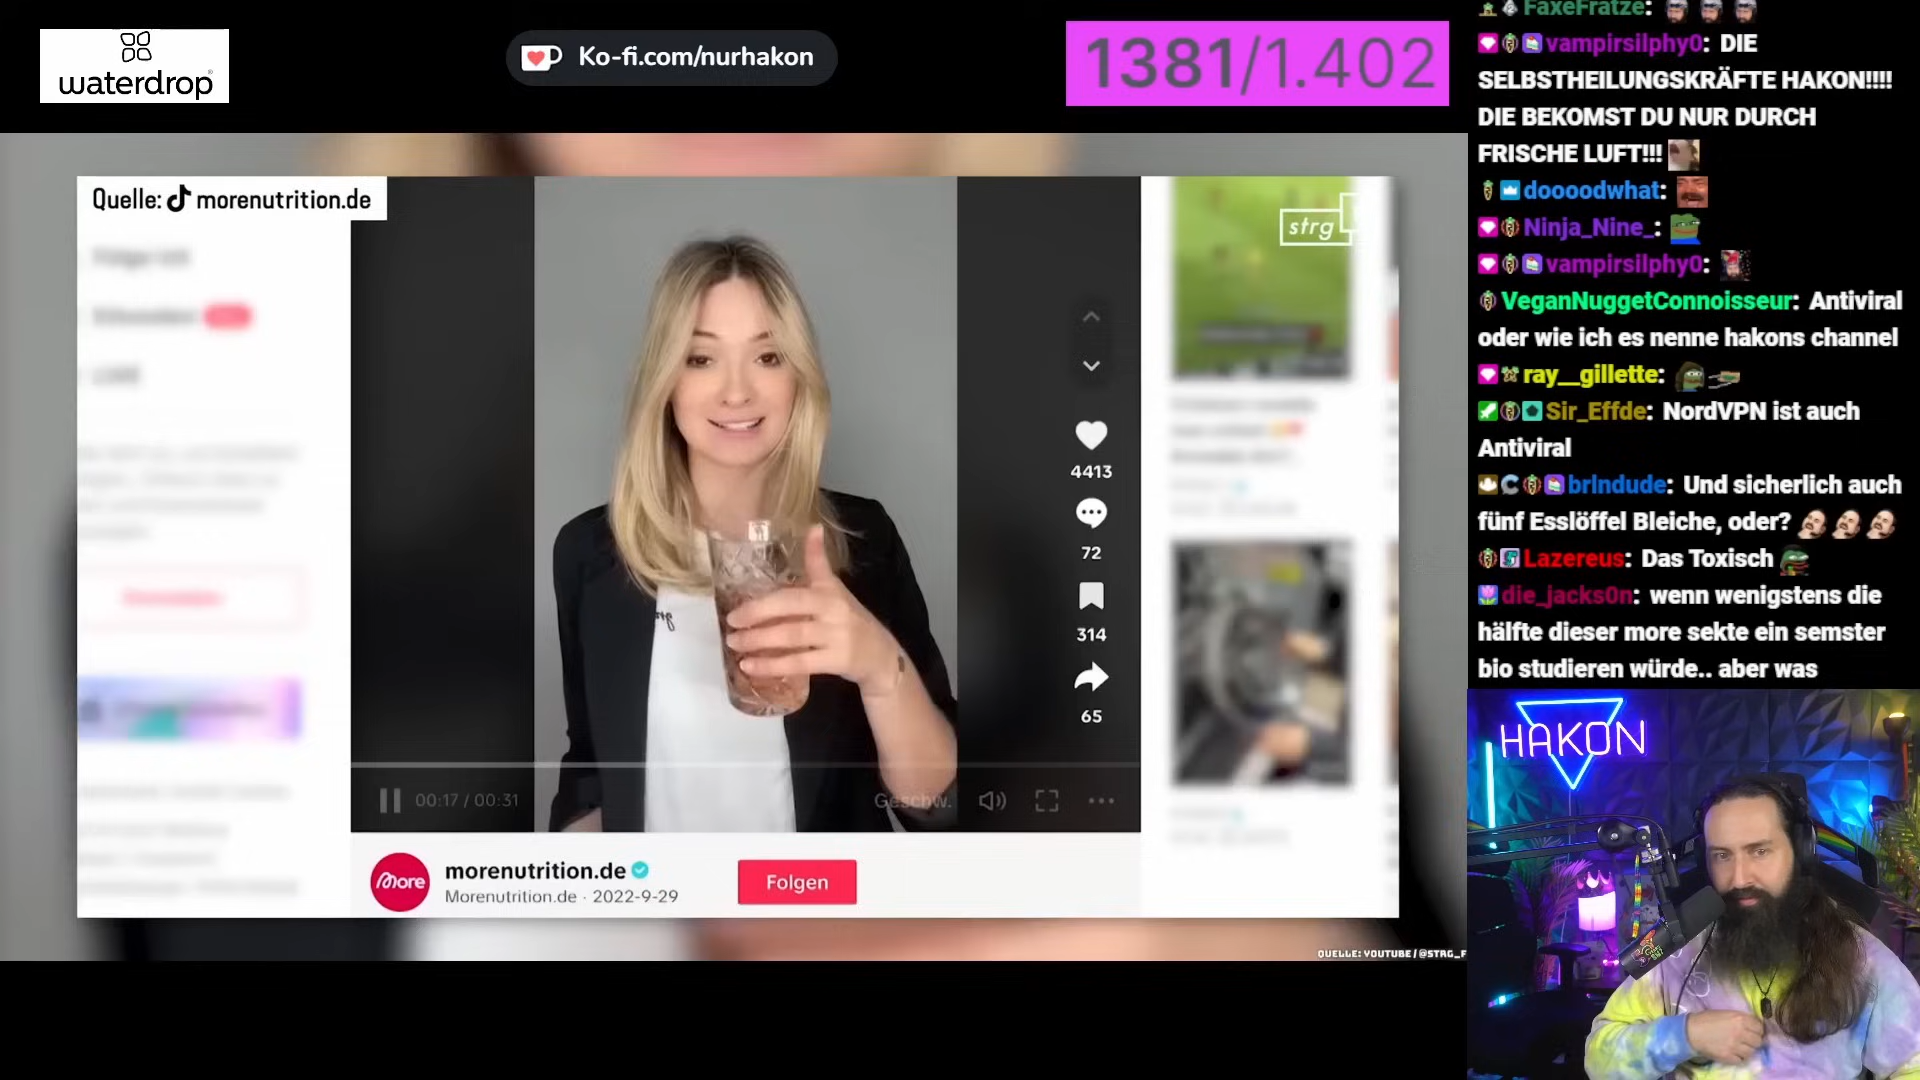 waterdrop
Ko-fi.com/nurhakon
1381/1.402
Quelle: morenutrition.de
strg
4413
72
314
65
00:17 / 00:31
Geschw.
More
morenutrition.de
Morenutrition.de · 2022-9-29
Folgen
QUELLE: YOUTUBE / @STRG_F
FaxeFratze:
vampirsilphy0: DIE
SELBSTHEILUNGSKRÄFTE HAKON!!!!
DIE BEKOMST DU NUR DURCH
FRISCHE LUFT!!!
doooodwhat:
Ninja_Nine_:
vampirsilphy0:
VeganNuggetConnoisseur: Antiviral
oder wie ich es nenne hakons channel
ray__gillette:
Sir_Effde: NordVPN ist auch
Antiviral
brlndude: Und sicherlich auch
fünf Esslöffel Bleiche, oder?
Lazereus: Das Toxisch
die_jacks0n: wenn wenigstens die
hälfte dieser more sekte ein semster
bio studieren würde.. aber was
HAKON